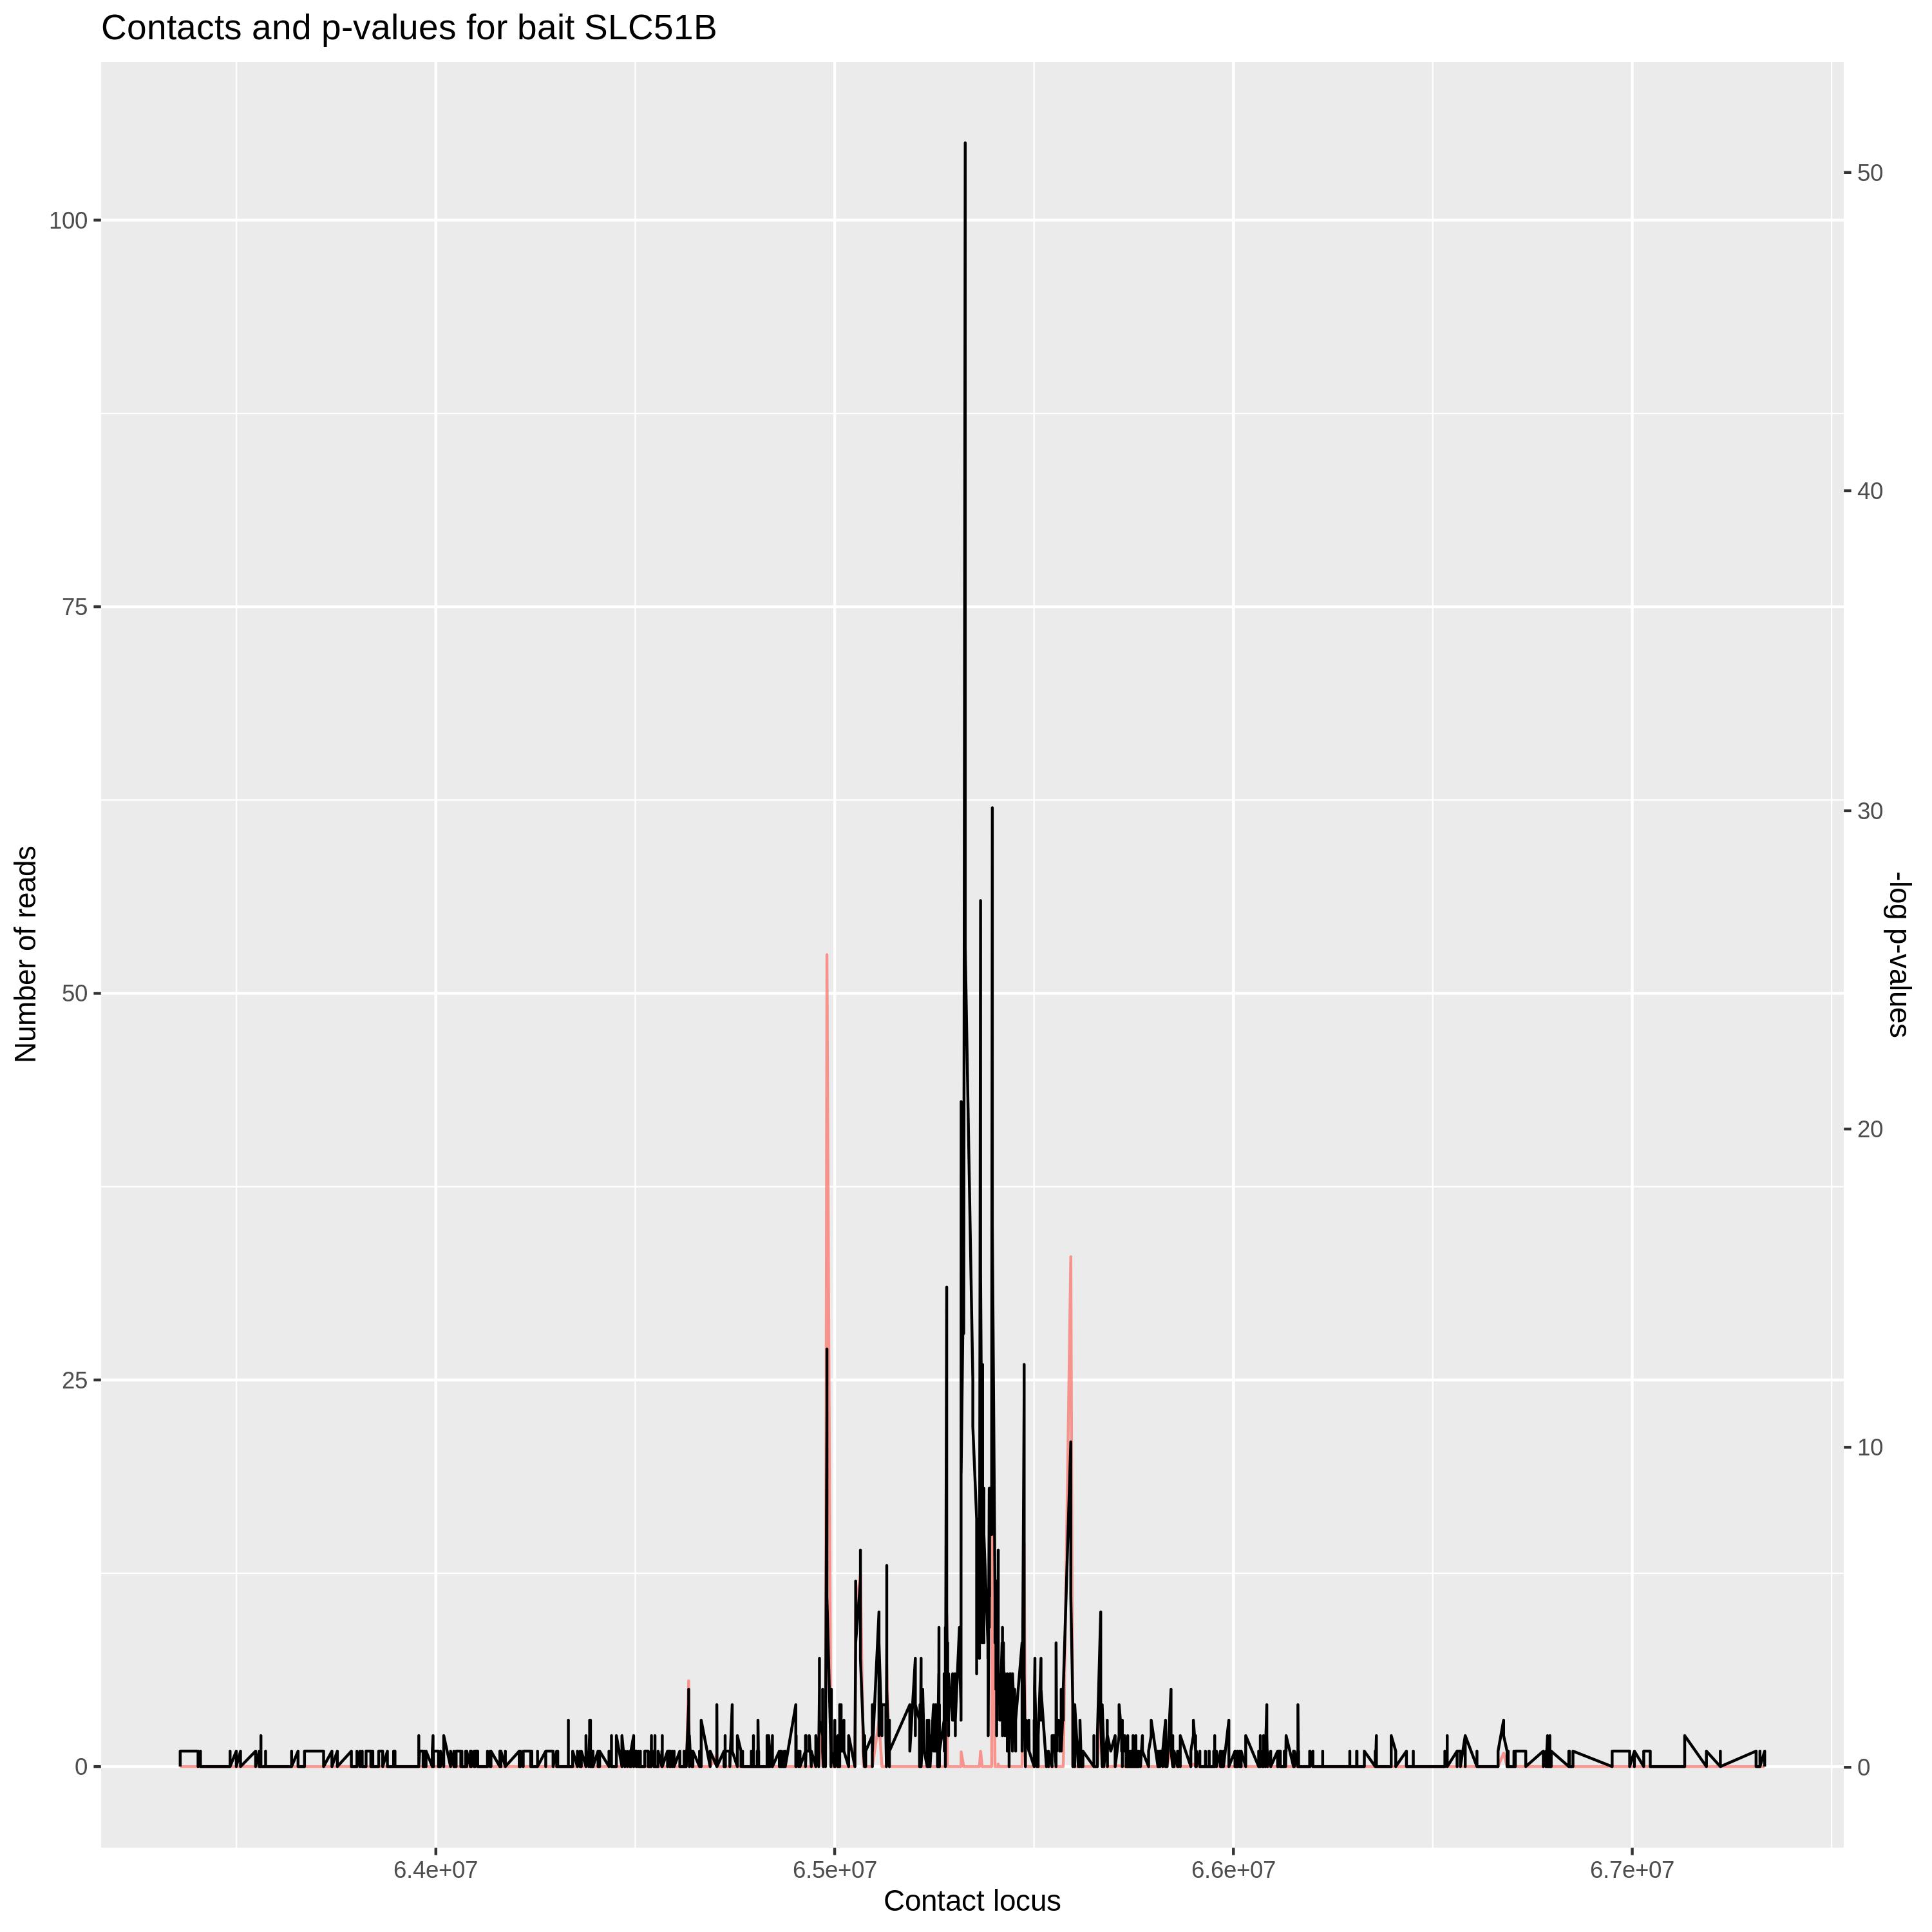 Contacts and p-values for bait SLC51B
100
75
50
25
0
50
40
30
20
10
0
Number of reads
-log p-values
6.4e+07 6.5e+07 6.6e+07 6.7e+07
Contact locus